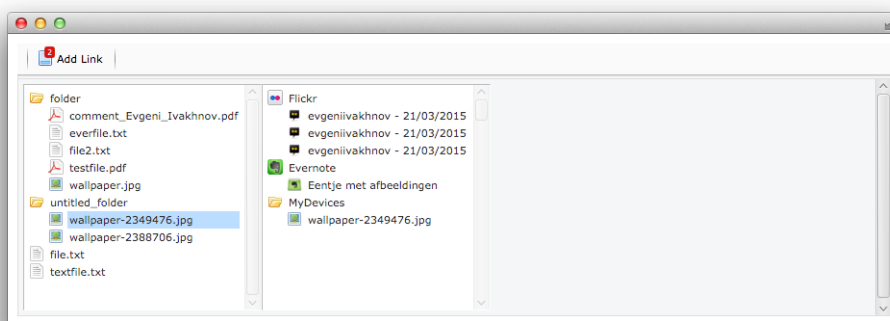 2
Add Link
folder
comment_Evgeni_Ivakhnov.pdf
everfile.txt
file2.txt
testfile.pdf
wallpaper.jpg
untitled_folder
wallpaper-2349476.jpg
wallpaper-2388706.jpg
file.txt
textfile.txt
Flickr
evgeniivakhnov - 21/03/2015
evgeniivakhnov - 21/03/2015
evgeniivakhnov - 21/03/2015
Evernote
Eentje met afbeeldingen
MyDevices
wallpaper-2349476.jpg